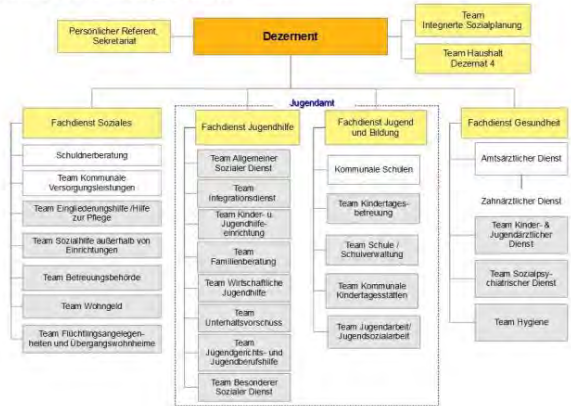 Persönlicher Referent,
Sekretariat
Dezernent
Team
Integrierte Sozialplanung
Team Haushalt
Dezernat 4
Jugendamt
Fachdienst Soziales
Schuldnerberatung
Team Kommunale
Versorgungsleistungen
Team Eingliederungshilfe /Hilfe
zur Pflege
Team Sozialhilfe außerhalb von
Einrichtungen
Team Betreuungsbehörde
Team Wohngeld
Team Flüchtlingsangelegen-
heiten und Übergangswohnheime
Fachdienst Jugendhilfe
Team Allgemeiner
Sozialer Dienst
Team
Integrationsdienst
Team Kinder- u.
Jugendhilfe-
einrichtung
Team
Familienberatung
Team Wirtschaftliche
Jugendhilfe
Team
Unterhaltsvorschuss
Team
Jugendgerichts- und
Jugendberufshilfe
Team Besonderer
Sozialer Dienst
Fachdienst Jugend
und Bildung
Kommunale Schulen
Team Kindertages-
betreuung
Team Schule /
Schulverwaltung
Team Kommunale
Kindertagesstätten
Team Jugendarbeit/
Jugendsozialarbeit
Fachdienst Gesundheit
Amtsärztlicher Dienst
Zahnärztlicher Dienst
Team Kinder- &
Jugendärztlicher
Dienst
Team Sozialpsy-
chiatrischer Dienst
Team Hygiene